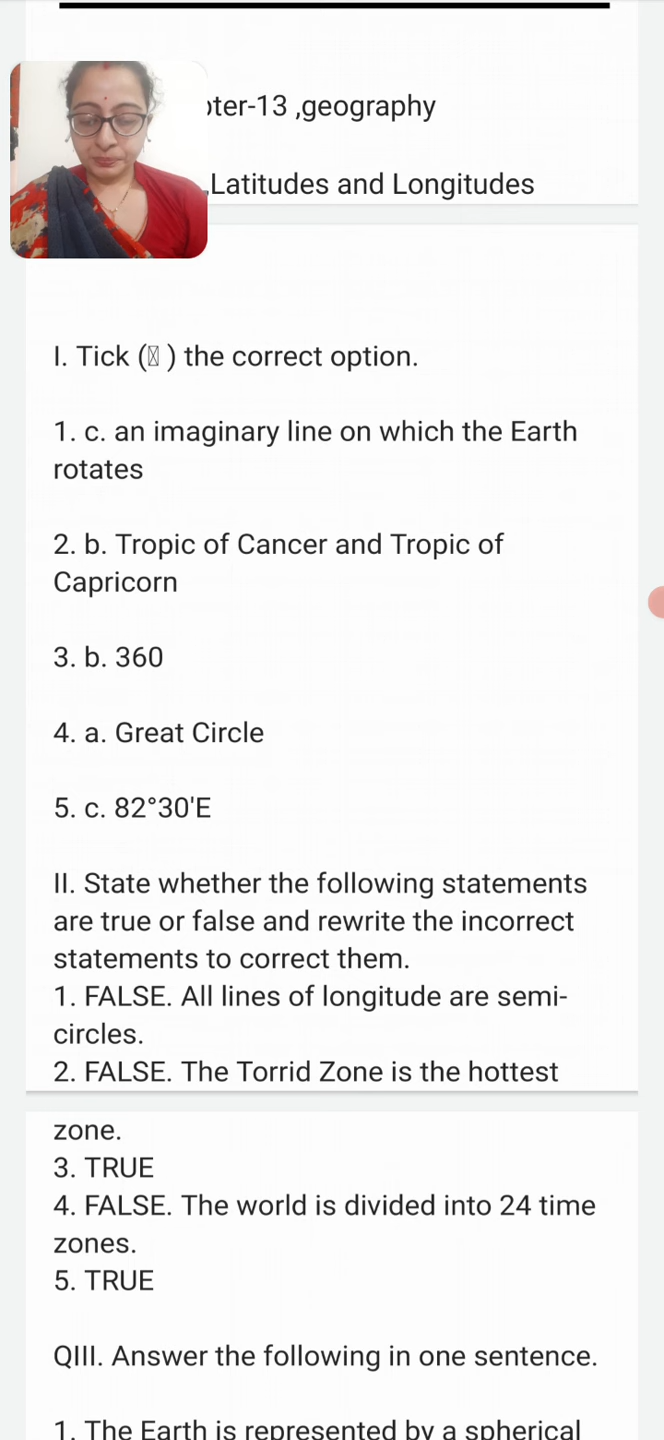 pter-13 ,geography
Latitudes and Longitudes
I. Tick ( ) the correct option.
1. c. an imaginary line on which the Earth
rotates
2. b. Tropic of Cancer and Tropic of
Capricorn
3. b. 360
4. a. Great Circle
5. c. 82°30'E
II. State whether the following statements
are true or false and rewrite the incorrect
statements to correct them.
1. FALSE. All lines of longitude are semi-
circles.
2. FALSE. The Torrid Zone is the hottest
zone.
3. TRUE
4. FALSE. The world is divided into 24 time
zones.
5. TRUE
QIII. Answer the following in one sentence.
1. The Earth is represented by a spherical